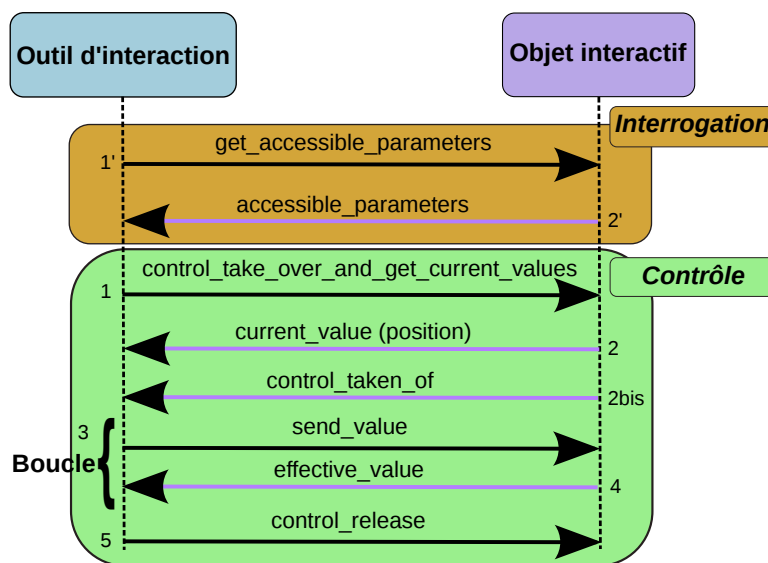 Outil d'interaction
Objet interactif
Interrogation
get_accessible_parameters
1'
accessible_parameters
2'
control_take_over_and_get_current_values
Contrôle
1
current_value (position)
2
control_taken_of
2bis
3
send_value
Boucle
effective_value
4
control_release
5